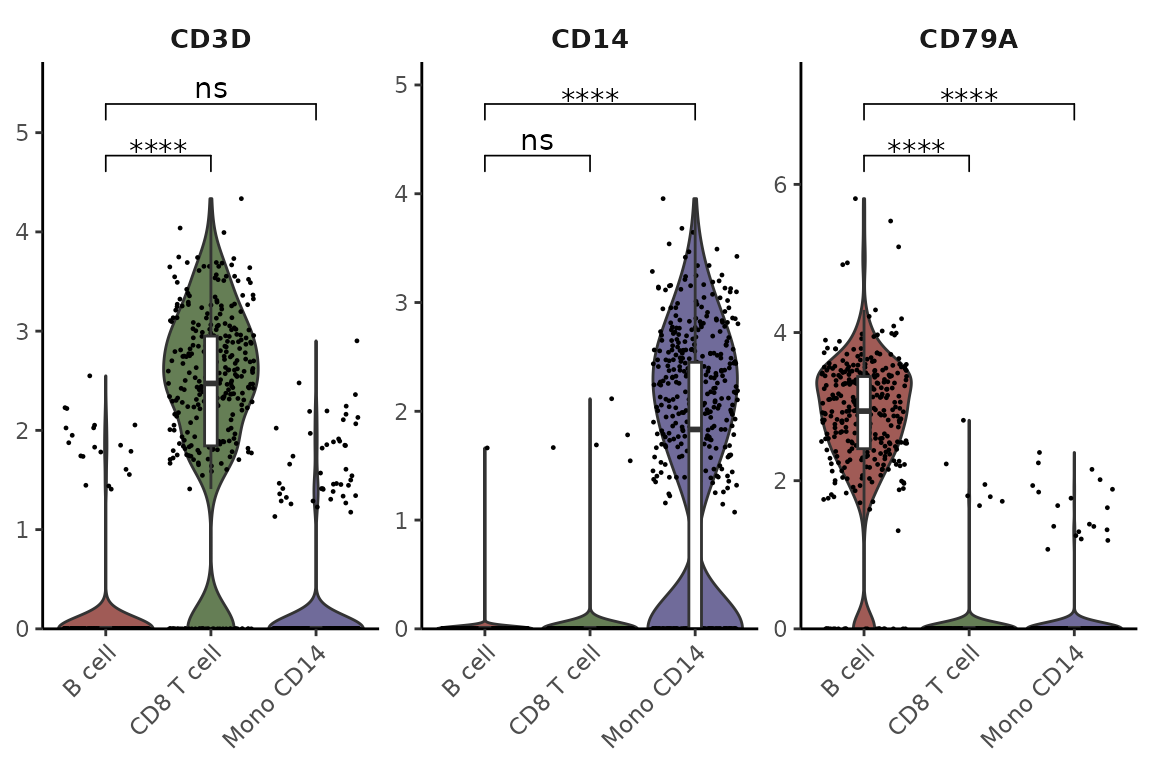 CD3D
CD14
CD79A
ns
****
5
4
3
2
1
0
B cell
CD8 T cell
Mono CD14
****
ns
5
4
3
2
1
0
B cell
CD8 T cell
Mono CD14
****
****
6
4
2
0
B cell
CD8 T cell
Mono CD14